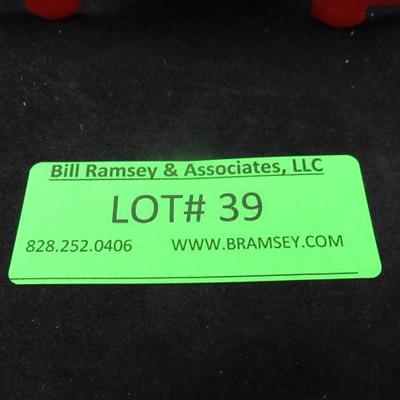 Bill Ramsey & Associates, LLC
LOT# 39
828.252.0406 WWW.BRAMSEY.COM